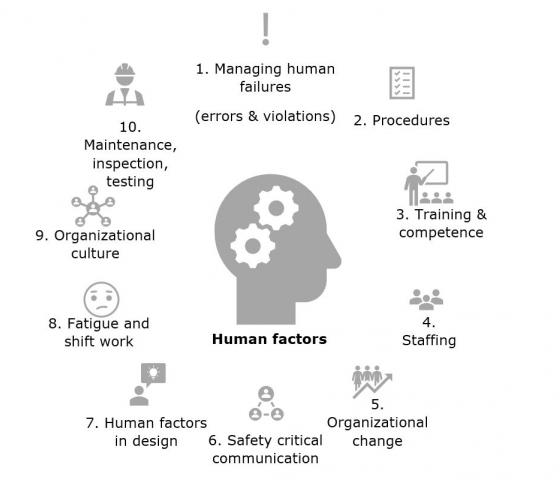 1. Managing human
failures
(errors & violations)
2. Procedures
3. Training &
competence
4.
Staffing
5.
Organizational
change
6. Safety critical
communication
7. Human factors
in design
8. Fatigue and
shift work
9. Organizational
culture
10.
Maintenance,
inspection,
testing
Human factors